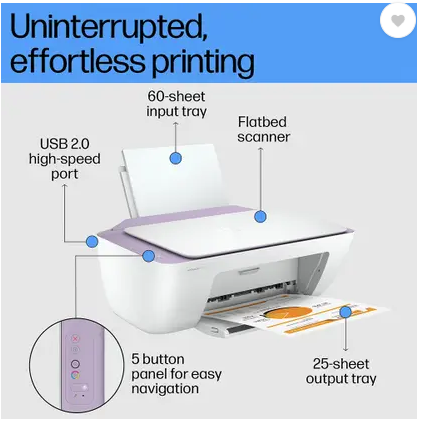 Uninterrupted,
effortless printing
60-sheet
input tray
Flatbed
scanner
USB 2.0
high-speed
port
5 button
panel for easy
navigation
25-sheet
output tray